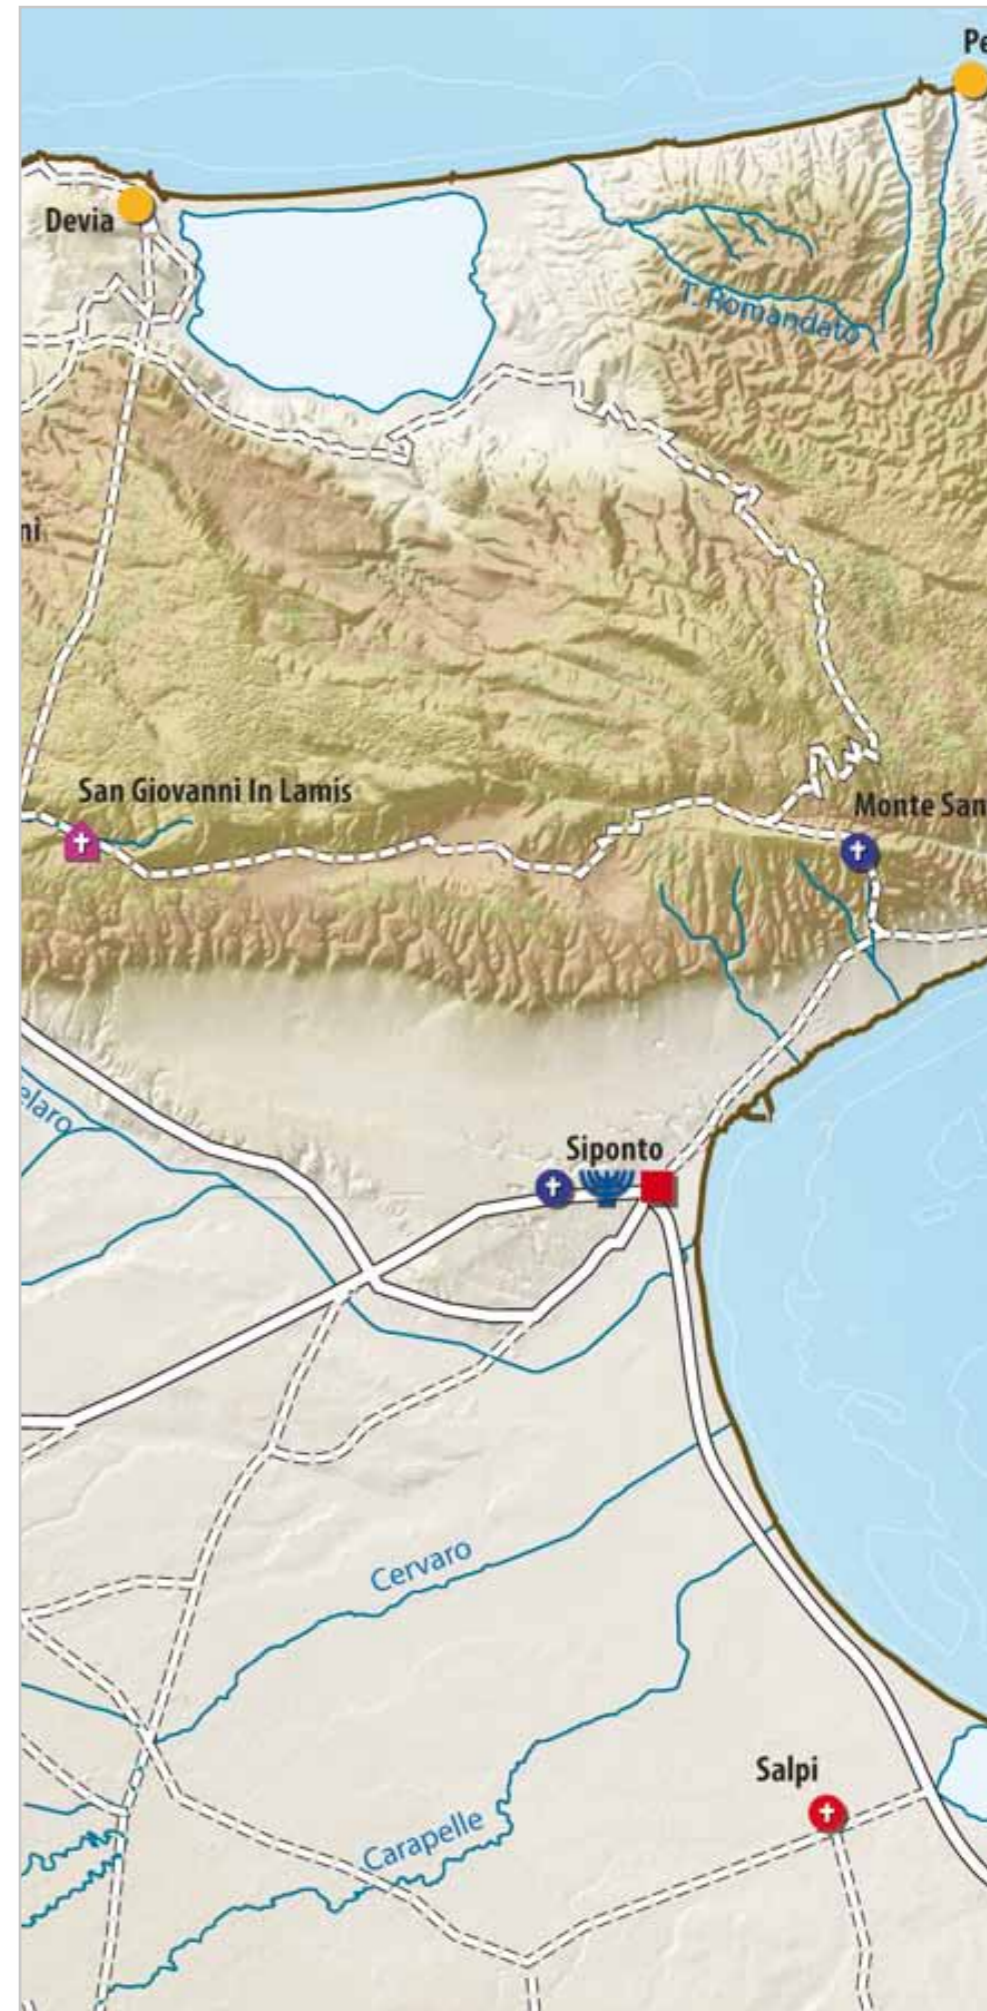 Pe
Devia
T. Romandato
ni
San Giovanni In Lamis
Monte San
elaro
Siponto
Cervaro
Salpi
Carapelle